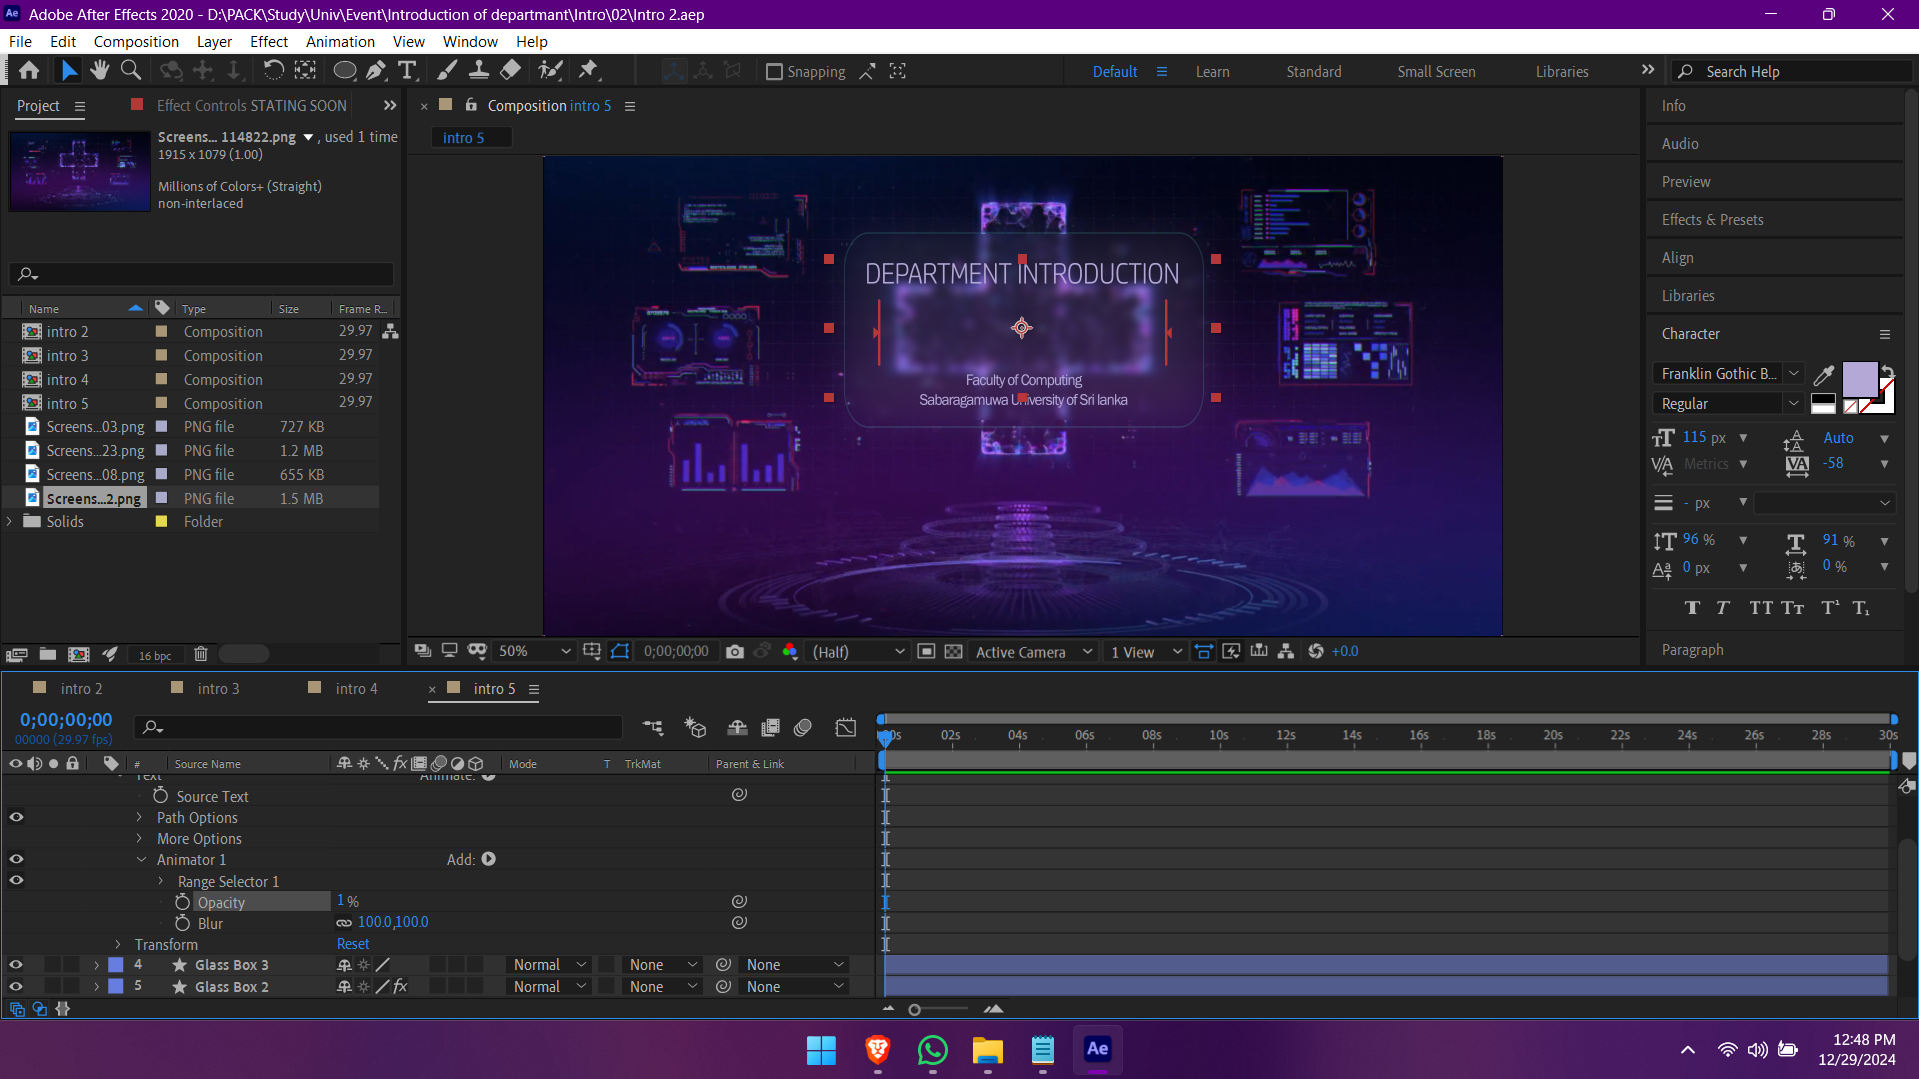 Adobe After Effects 2020 - D:\PACK\Study\Univ\Event\Introduction of departmant\Intro\02\Intro 2.aep
File Edit Composition Layer Effect Animation View Window Help
Snapping Default Learn Standard Small Screen Libraries Search Help
Project Effect Controls STATING SOON
Composition intro 5
intro 5
Screens... 114822.png , used 1 time
1915 x 1079 (1.00)
Millions of Colors+ (Straight)
non-interlaced
Name Type Size Frame R...
intro 2 Composition 29.97
intro 3 Composition 29.97
intro 4 Composition 29.97
intro 5 Composition 29.97
Screens...03.png PNG file 727 KB
Screens...23.png PNG file 1.2 MB
Screens...08.png PNG file 655 KB
Screens...2.png PNG file 1.5 MB
Solids Folder
16 bpc
DEPARTMENT INTRODUCTION
Faculty of Computing
Sabaragamuwa University of Sri lanka
50% 0;00;00;00 (Half) Active Camera 1 View +0.0
Info
Audio
Preview
Effects & Presets
Align
Libraries
Character
Franklin Gothic B...
Regular
115 px Auto
Metrics -58
- px
96 % 91 %
0 px 0 %
T T TT TT T¹ T₁
Paragraph
intro 2 intro 3 intro 4 intro 5
0;00;00;00
00000 (29.97 fps)
00s 02s 04s 06s 08s 10s 12s 14s 16s 18s 20s 22s 24s 26s 28s 30s
# Source Name Mode T TrkMat Parent & Link
Text Animate:
Source Text
Path Options
More Options
Animator 1 Add:
Range Selector 1
Opacity 1 %
Blur 100.0,100.0
Transform Reset
4 Glass Box 3 Normal None None
5 Glass Box 2 fx Normal None None
Ae
12:48 PM
12/29/2024